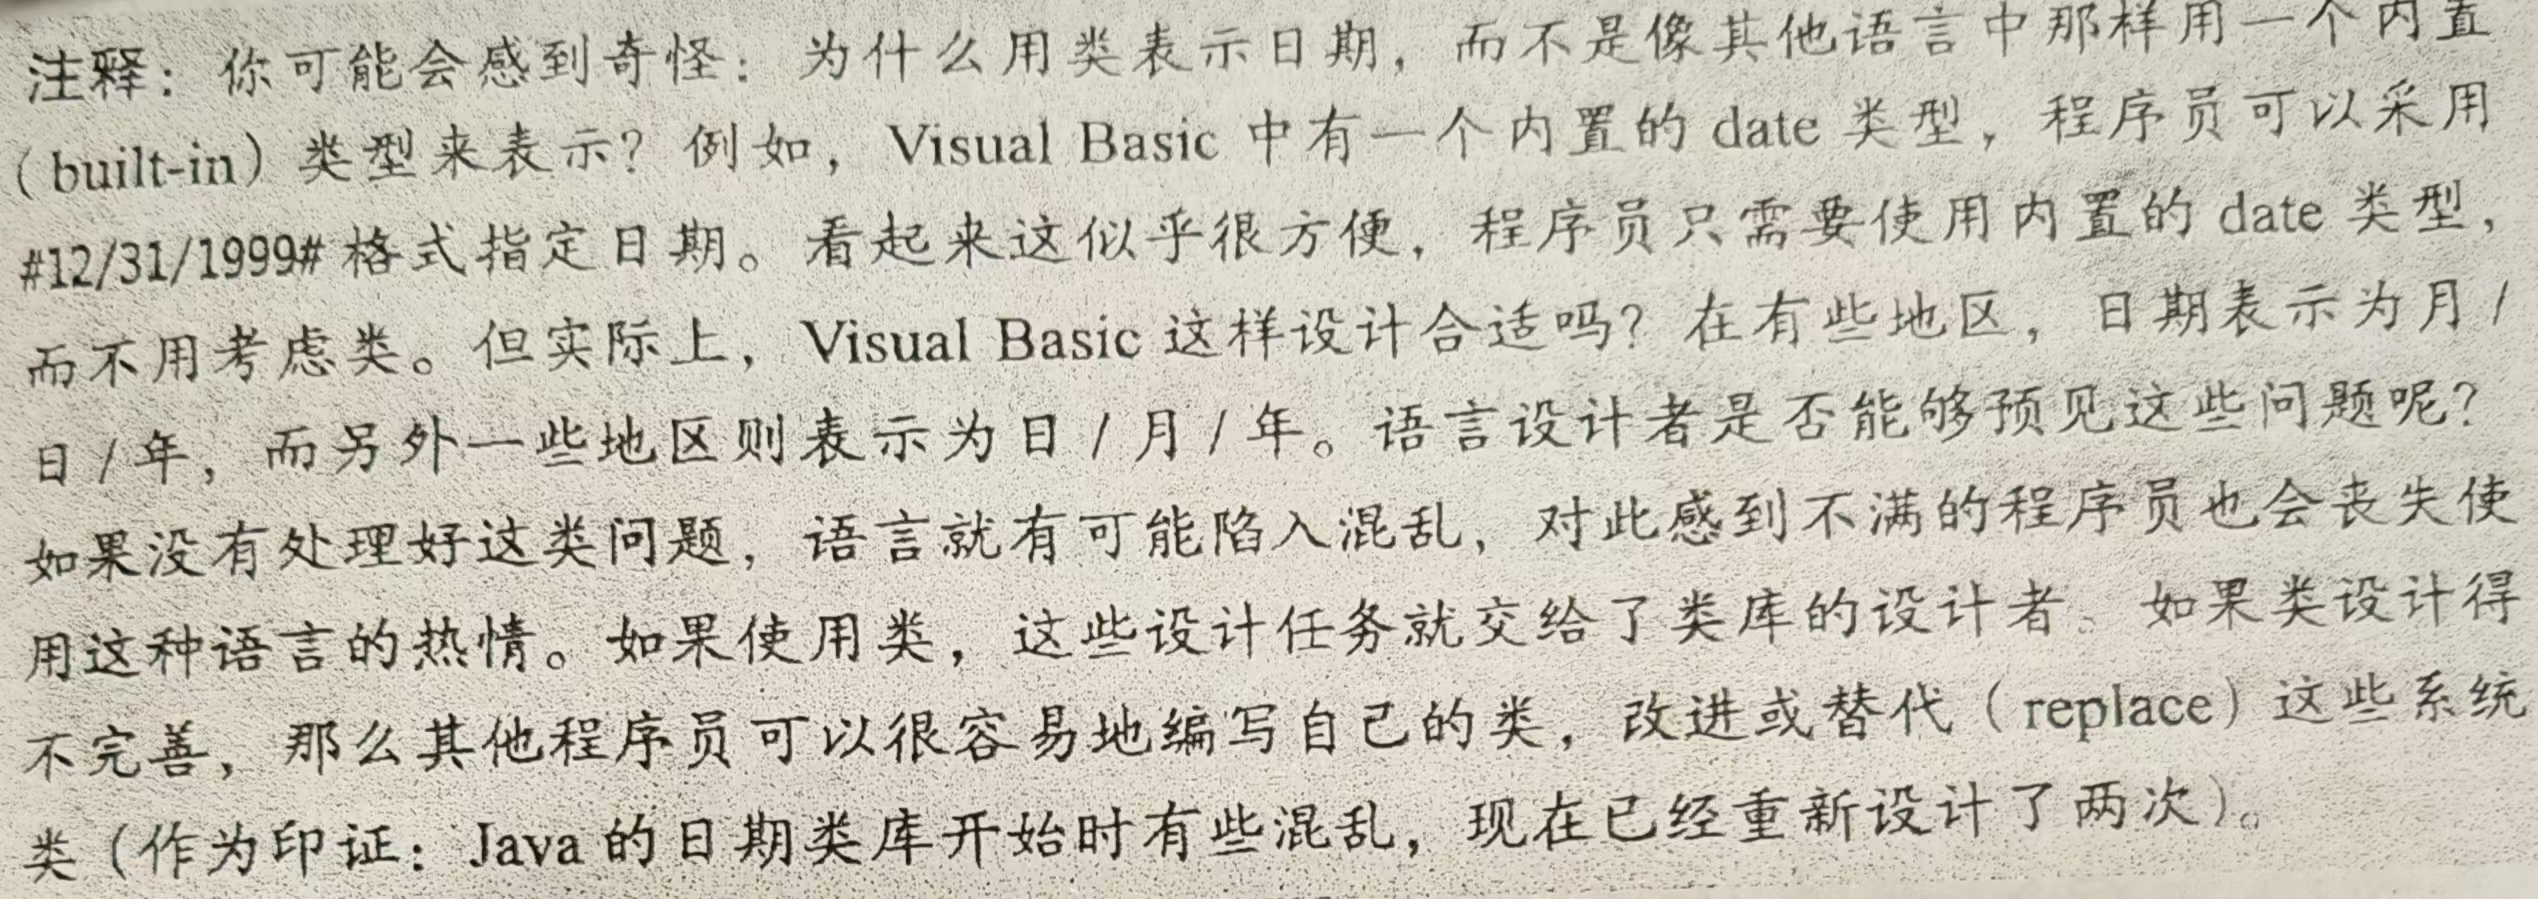 注释：你可能会感到奇怪：为什么用类表示日期，而不是像其他语言中那样用一个内置
（built-in）类型来表示？例如，Visual Basic 中有一个内置的 date 类型，程序员可以采用
#12/31/1999# 格式指定日期。看起来这似乎很方便，程序员只需要使用内置的 date 类型，
而不用考虑类。但实际上，Visual Basic 这样设计合适吗？在有些地区，日期表示为月 /
日 / 年，而另外一些地区则表示为日 / 月 / 年。语言设计者是否能够预见这些问题呢？
如果没有处理好这类问题，语言就有可能陷入混乱，对此感到不满的程序员也会丧失使
用这种语言的热情。如果使用类，这些设计任务就交给了类库的设计者。如果类设计得
不完善，那么其他程序员可以很容易地编写自己的类，改进或替代（replace）这些系统
类（作为印证：Java 的日期类库开始时有些混乱，现在已经重新设计了两次）。